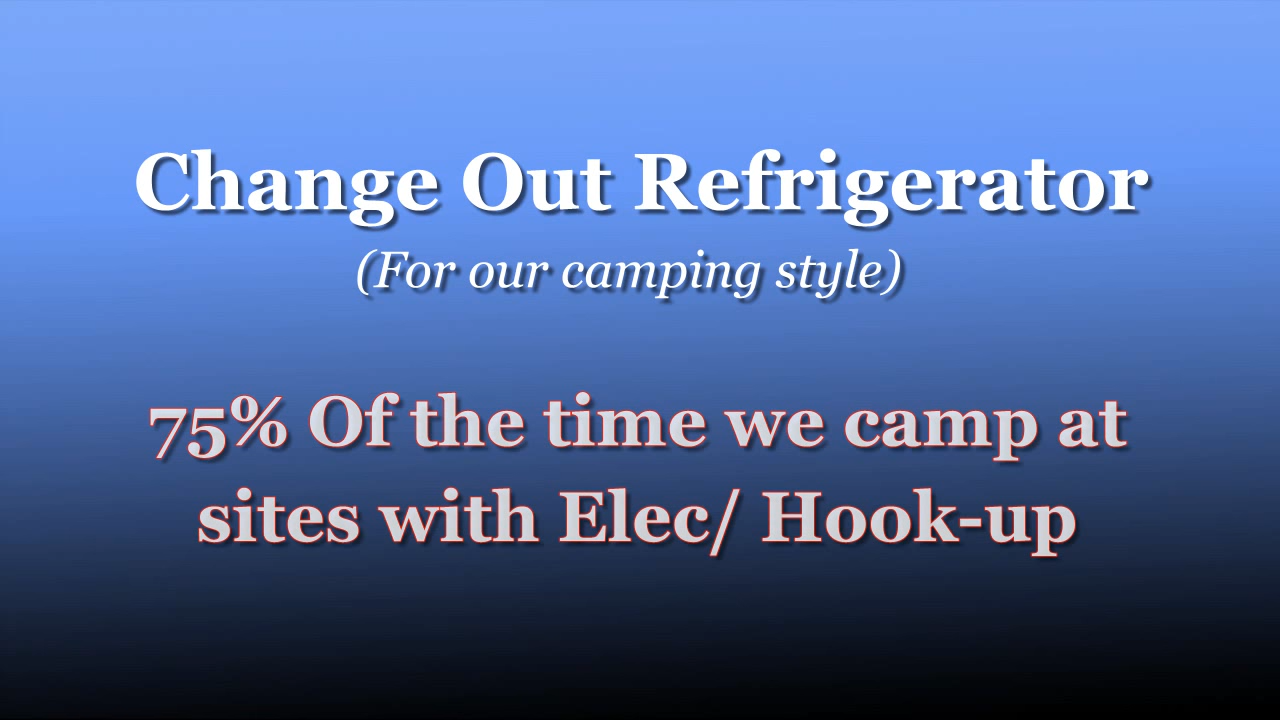 Change Out Refrigerator
(For our camping style)
75% Of the time we camp at
sites with Elec/ Hook-up